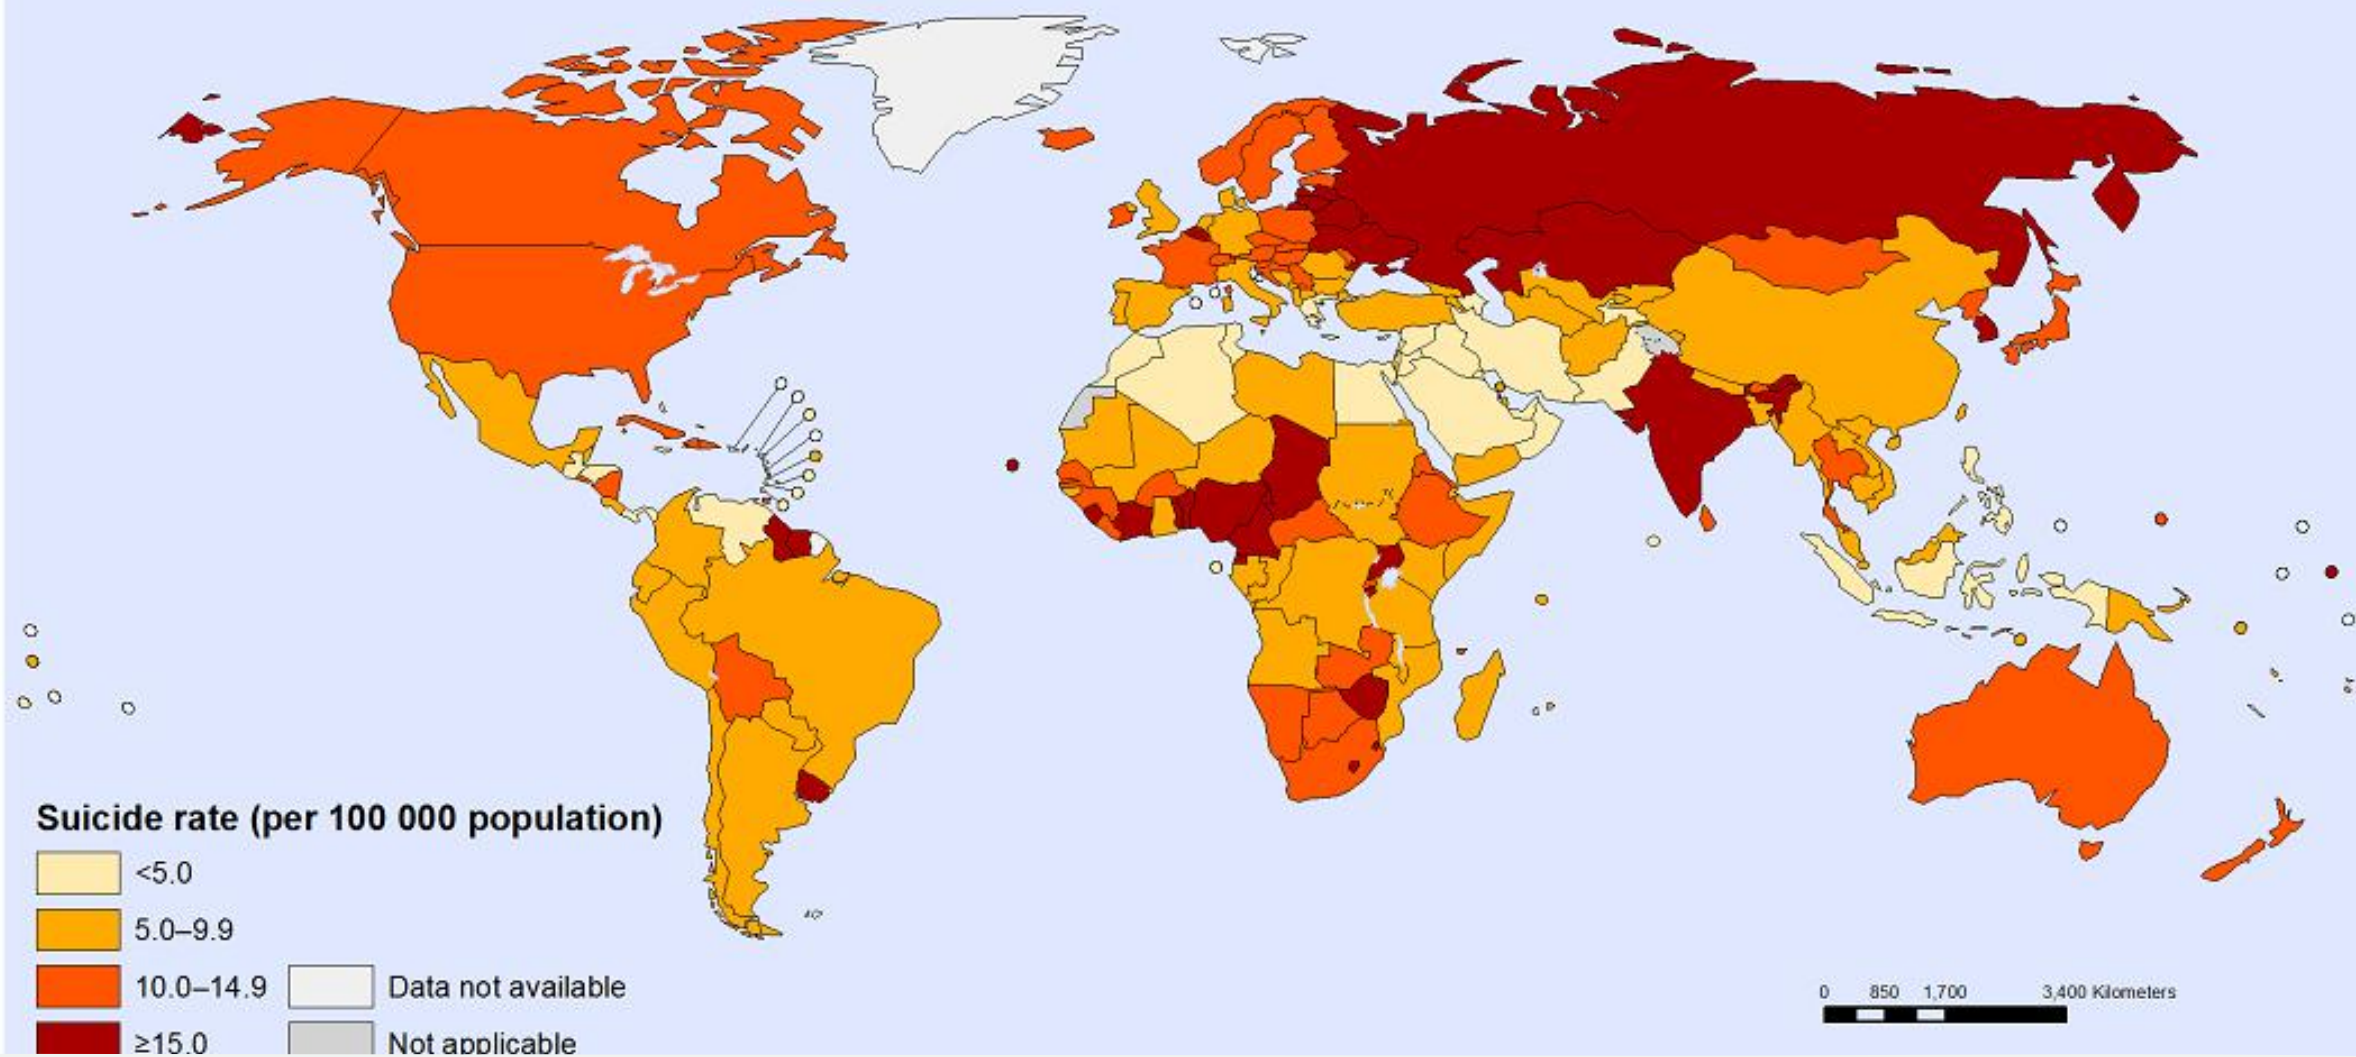 Suicide rate (per 100 000 population)
<5.0
5.0–9.9
10.0–14.9
≥15.0
Data not available
Not applicable
0 850 1,700 3,400 Kilometers